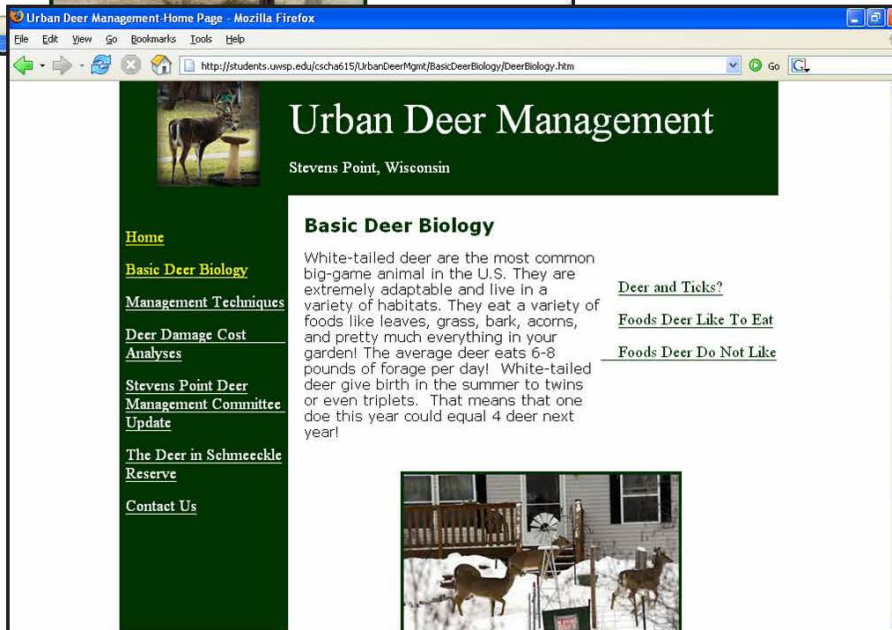 Urban Deer Management-Home Page - Mozilla Firefox
File Edit View Go Bookmarks Tools Help
http://students.uwsp.edu/cscha615/UrbanDeerMgmt/BasicDeerBiology/DeerBiology.htm
Go
G
Urban Deer Management
Stevens Point, Wisconsin
Home
Basic Deer Biology
Management Techniques
Deer Damage Cost
Analyses
Stevens Point Deer
Management Committee
Update
The Deer in Schmeeckle
Reserve
Contact Us
Basic Deer Biology
White-tailed deer are the most common
big-game animal in the U.S. They are
extremely adaptable and live in a
variety of habitats. They eat a variety of
foods like leaves, grass, bark, acorns,
and pretty much everything in your
garden! The average deer eats 6-8
pounds of forage per day! White-tailed
deer give birth in the summer to twins
or even triplets. That means that one
doe this year could equal 4 deer next
year!
Deer and Ticks?
Foods Deer Like To Eat
Foods Deer Do Not Like